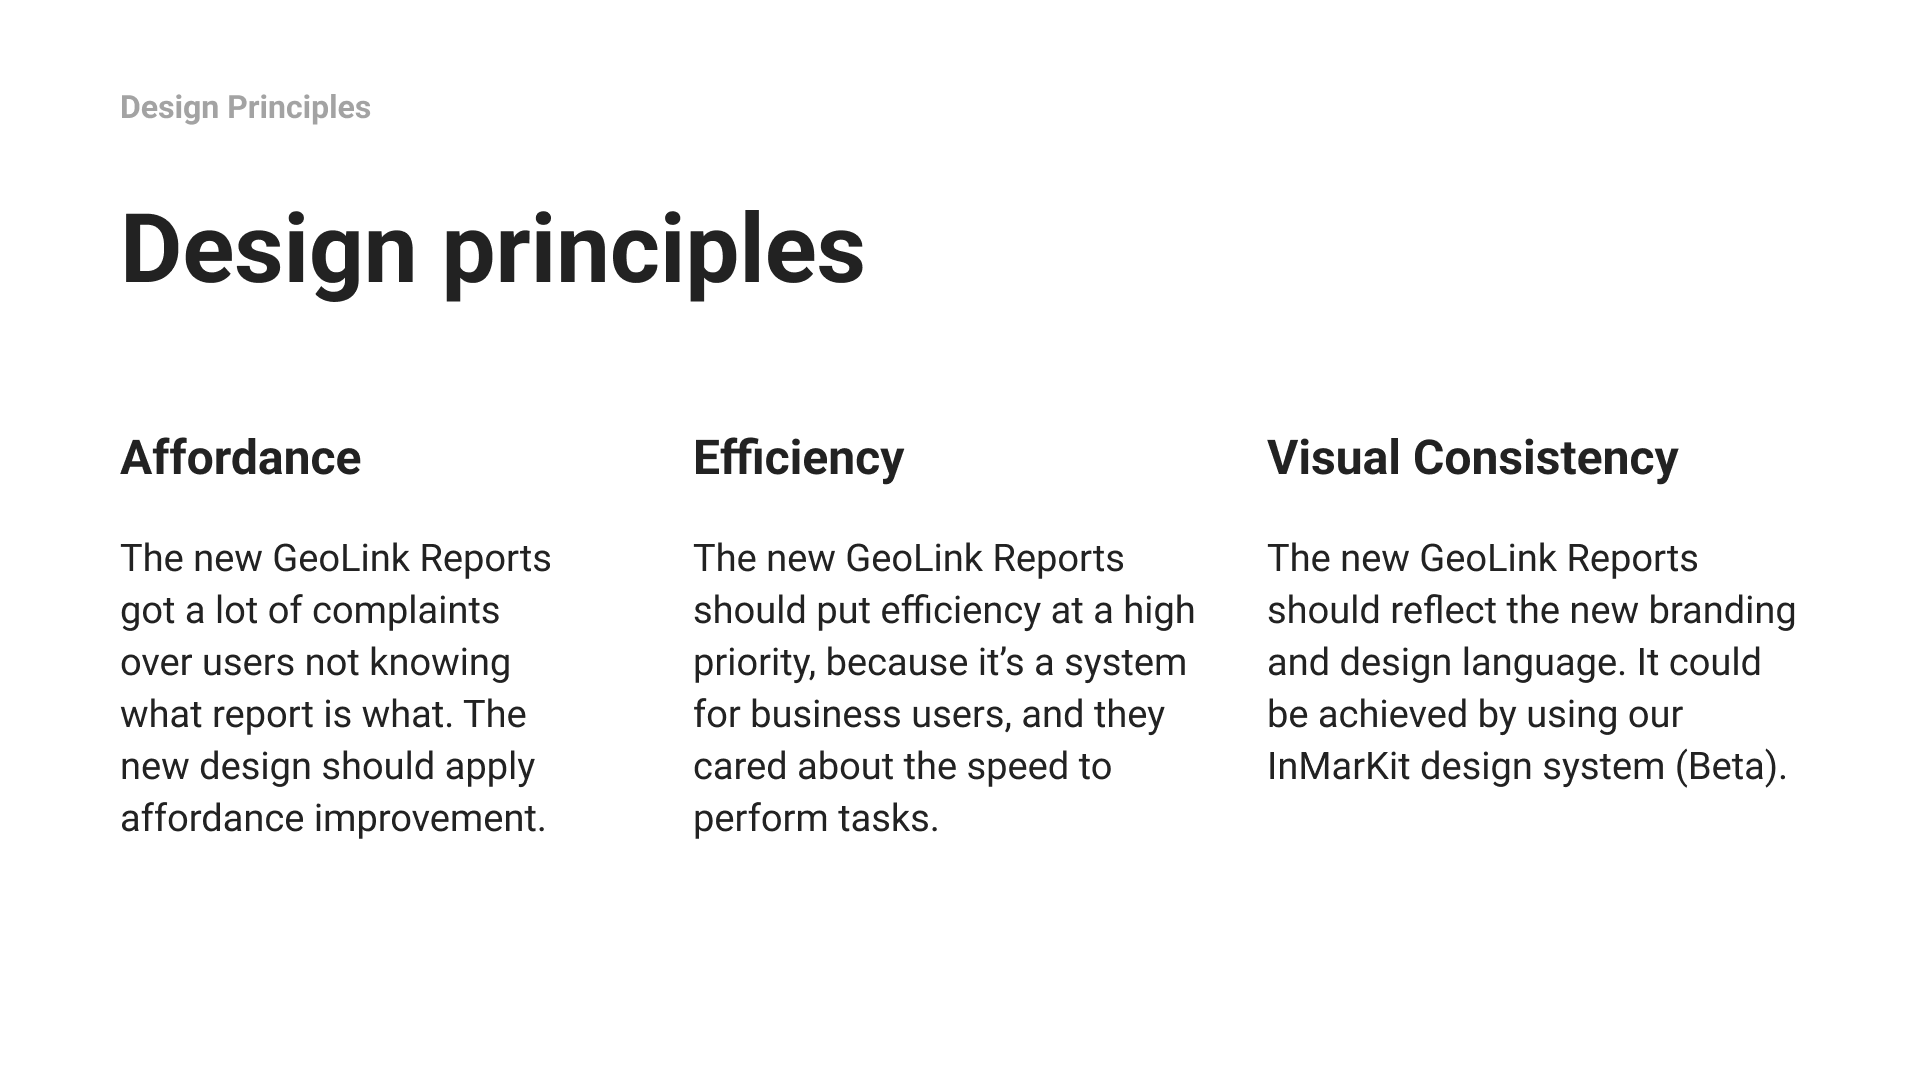 Design Principles
Design principles
Affordance
The new GeoLink Reports
got a lot of complaints
over users not knowing
what report is what. The
new design should apply
affordance improvement.
Efficiency
The new GeoLink Reports
should put efficiency at a high
priority, because it’s a system
for business users, and they
cared about the speed to
perform tasks.
Visual Consistency
The new GeoLink Reports
should reflect the new branding
and design language. It could
be achieved by using our
InMarKit design system (Beta).